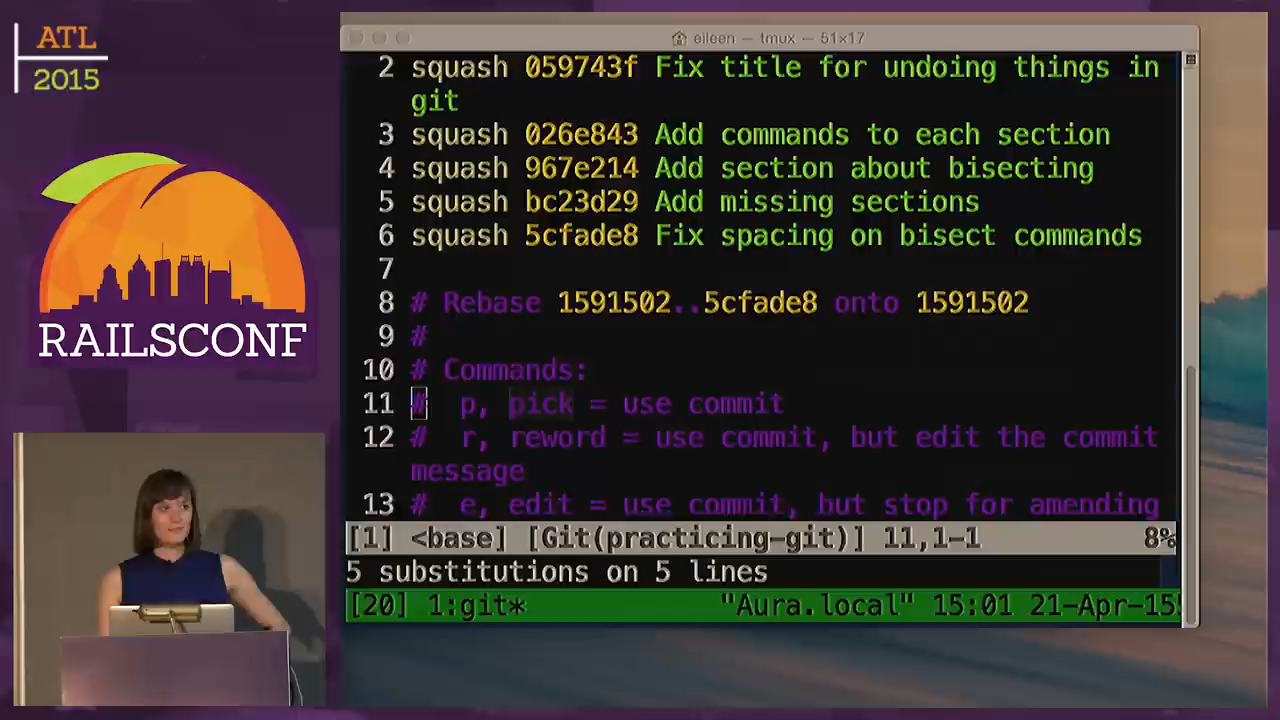 ATL
2015
RAILSCONF
eileen — tmux — 51×17
2 squash 059743f Fix title for undoing things in
git
3 squash 026e843 Add commands to each section
4 squash 967e214 Add section about bisecting
5 squash bc23d29 Add missing sections
6 squash 5cfade8 Fix spacing on bisect commands
7
8 # Rebase 1591502..5cfade8 onto 1591502
9 #
10 # Commands:
11 #  p, pick = use commit
12 #  r, reword = use commit, but edit the commit
message
13 #  e, edit = use commit, but stop for amending
[1] <base] [Git(practicing-git)] 11,1-1 8%
5 substitutions on 5 lines
[20] 1:git* "Aura.local" 15:01 21-Apr-15